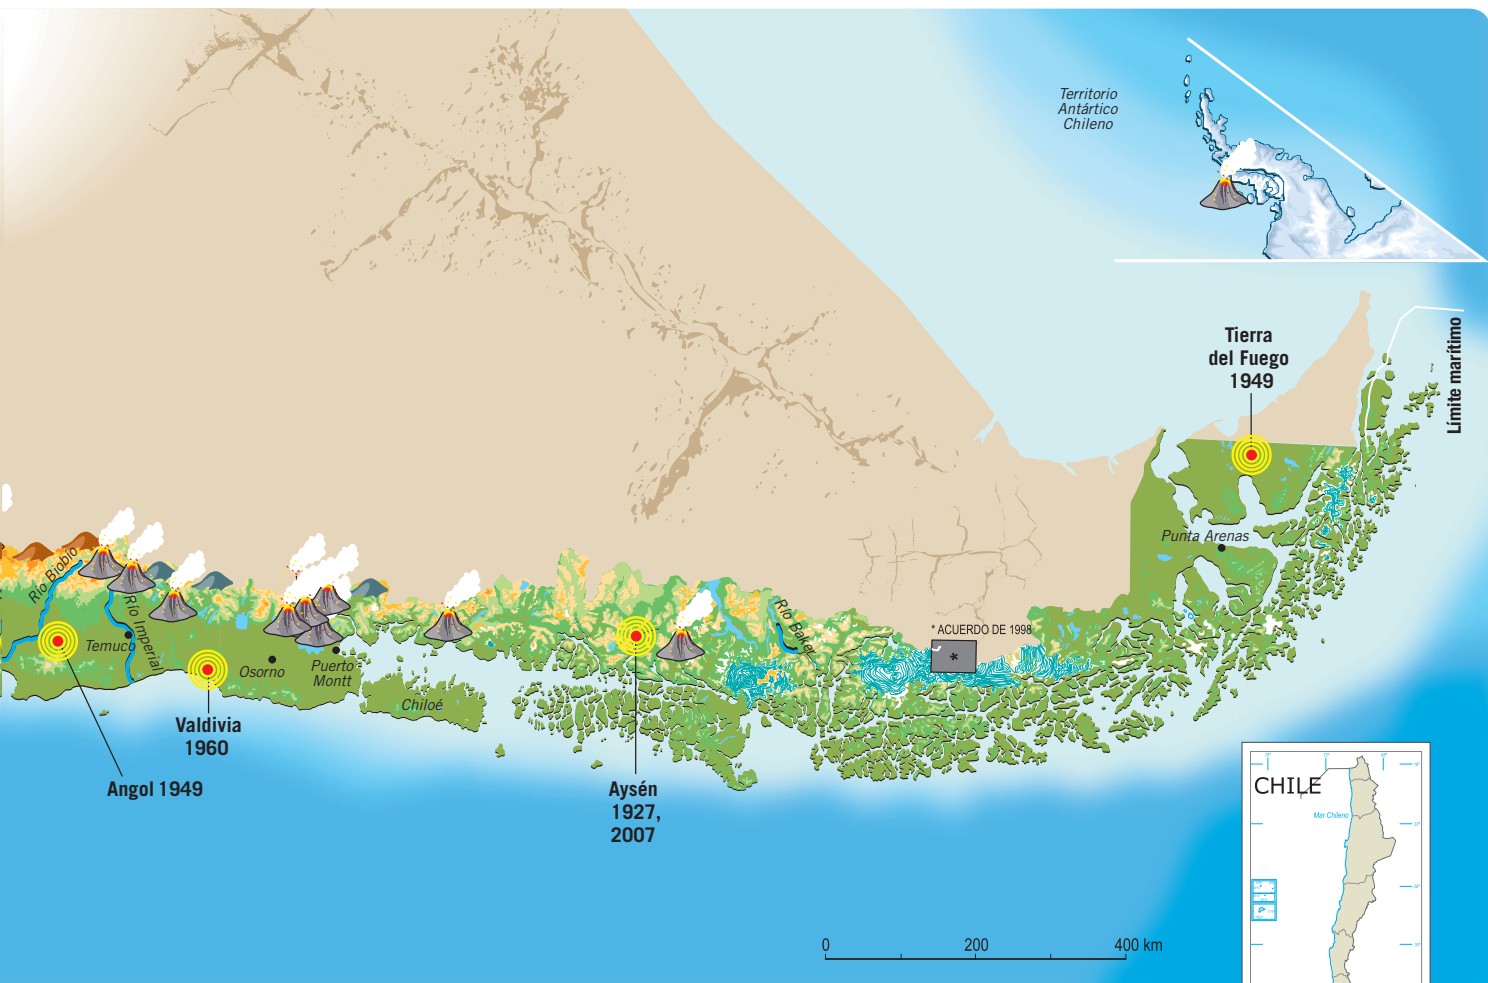 Territorio
Antártico
Chileno
Tierra
del Fuego
1949
Límite marítimo
Río Biobío
Río Imperial
Temuco
Osorno
Puerto
Montt
Chiloé
Río Baker
* ACUERDO DE 1998
*
Punta Arenas
Valdivia
1960
Angol 1949
Aysén
1927,
2007
CHILE
Mar Chileno
0 200 400 km